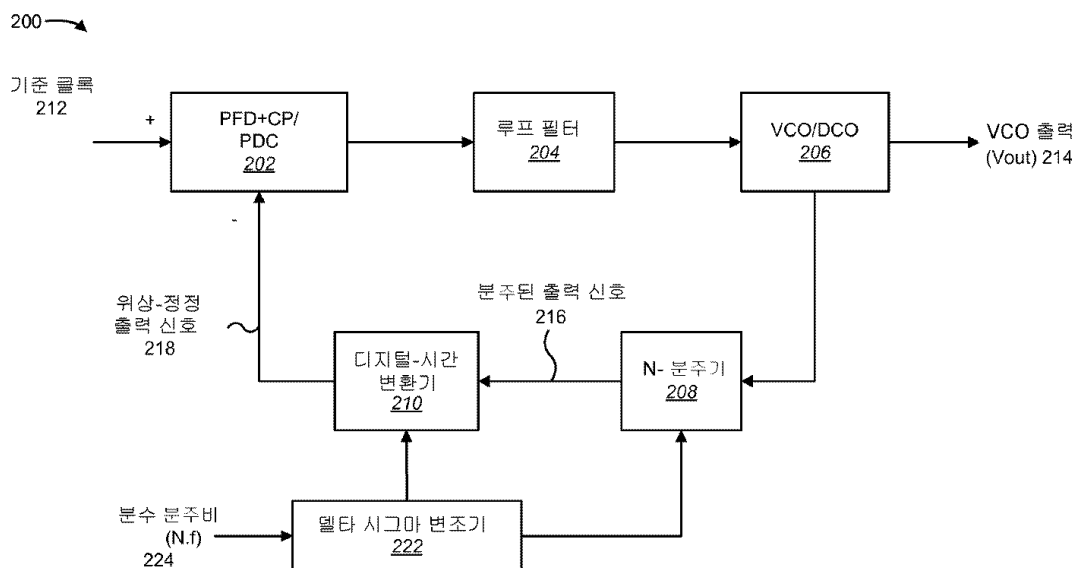 200
기준 클록
212
+
PFD+CP/
PDC
202
루프 필터
204
VCO/DCO
206
VCO 출력
(Vout) 214
-
위상-정정
출력 신호
218
분주된 출력 신호
216
디지털-시간
변환기
210
N- 분주기
208
분수 분주비
(N.f)
224
델타 시그마 변조기
222